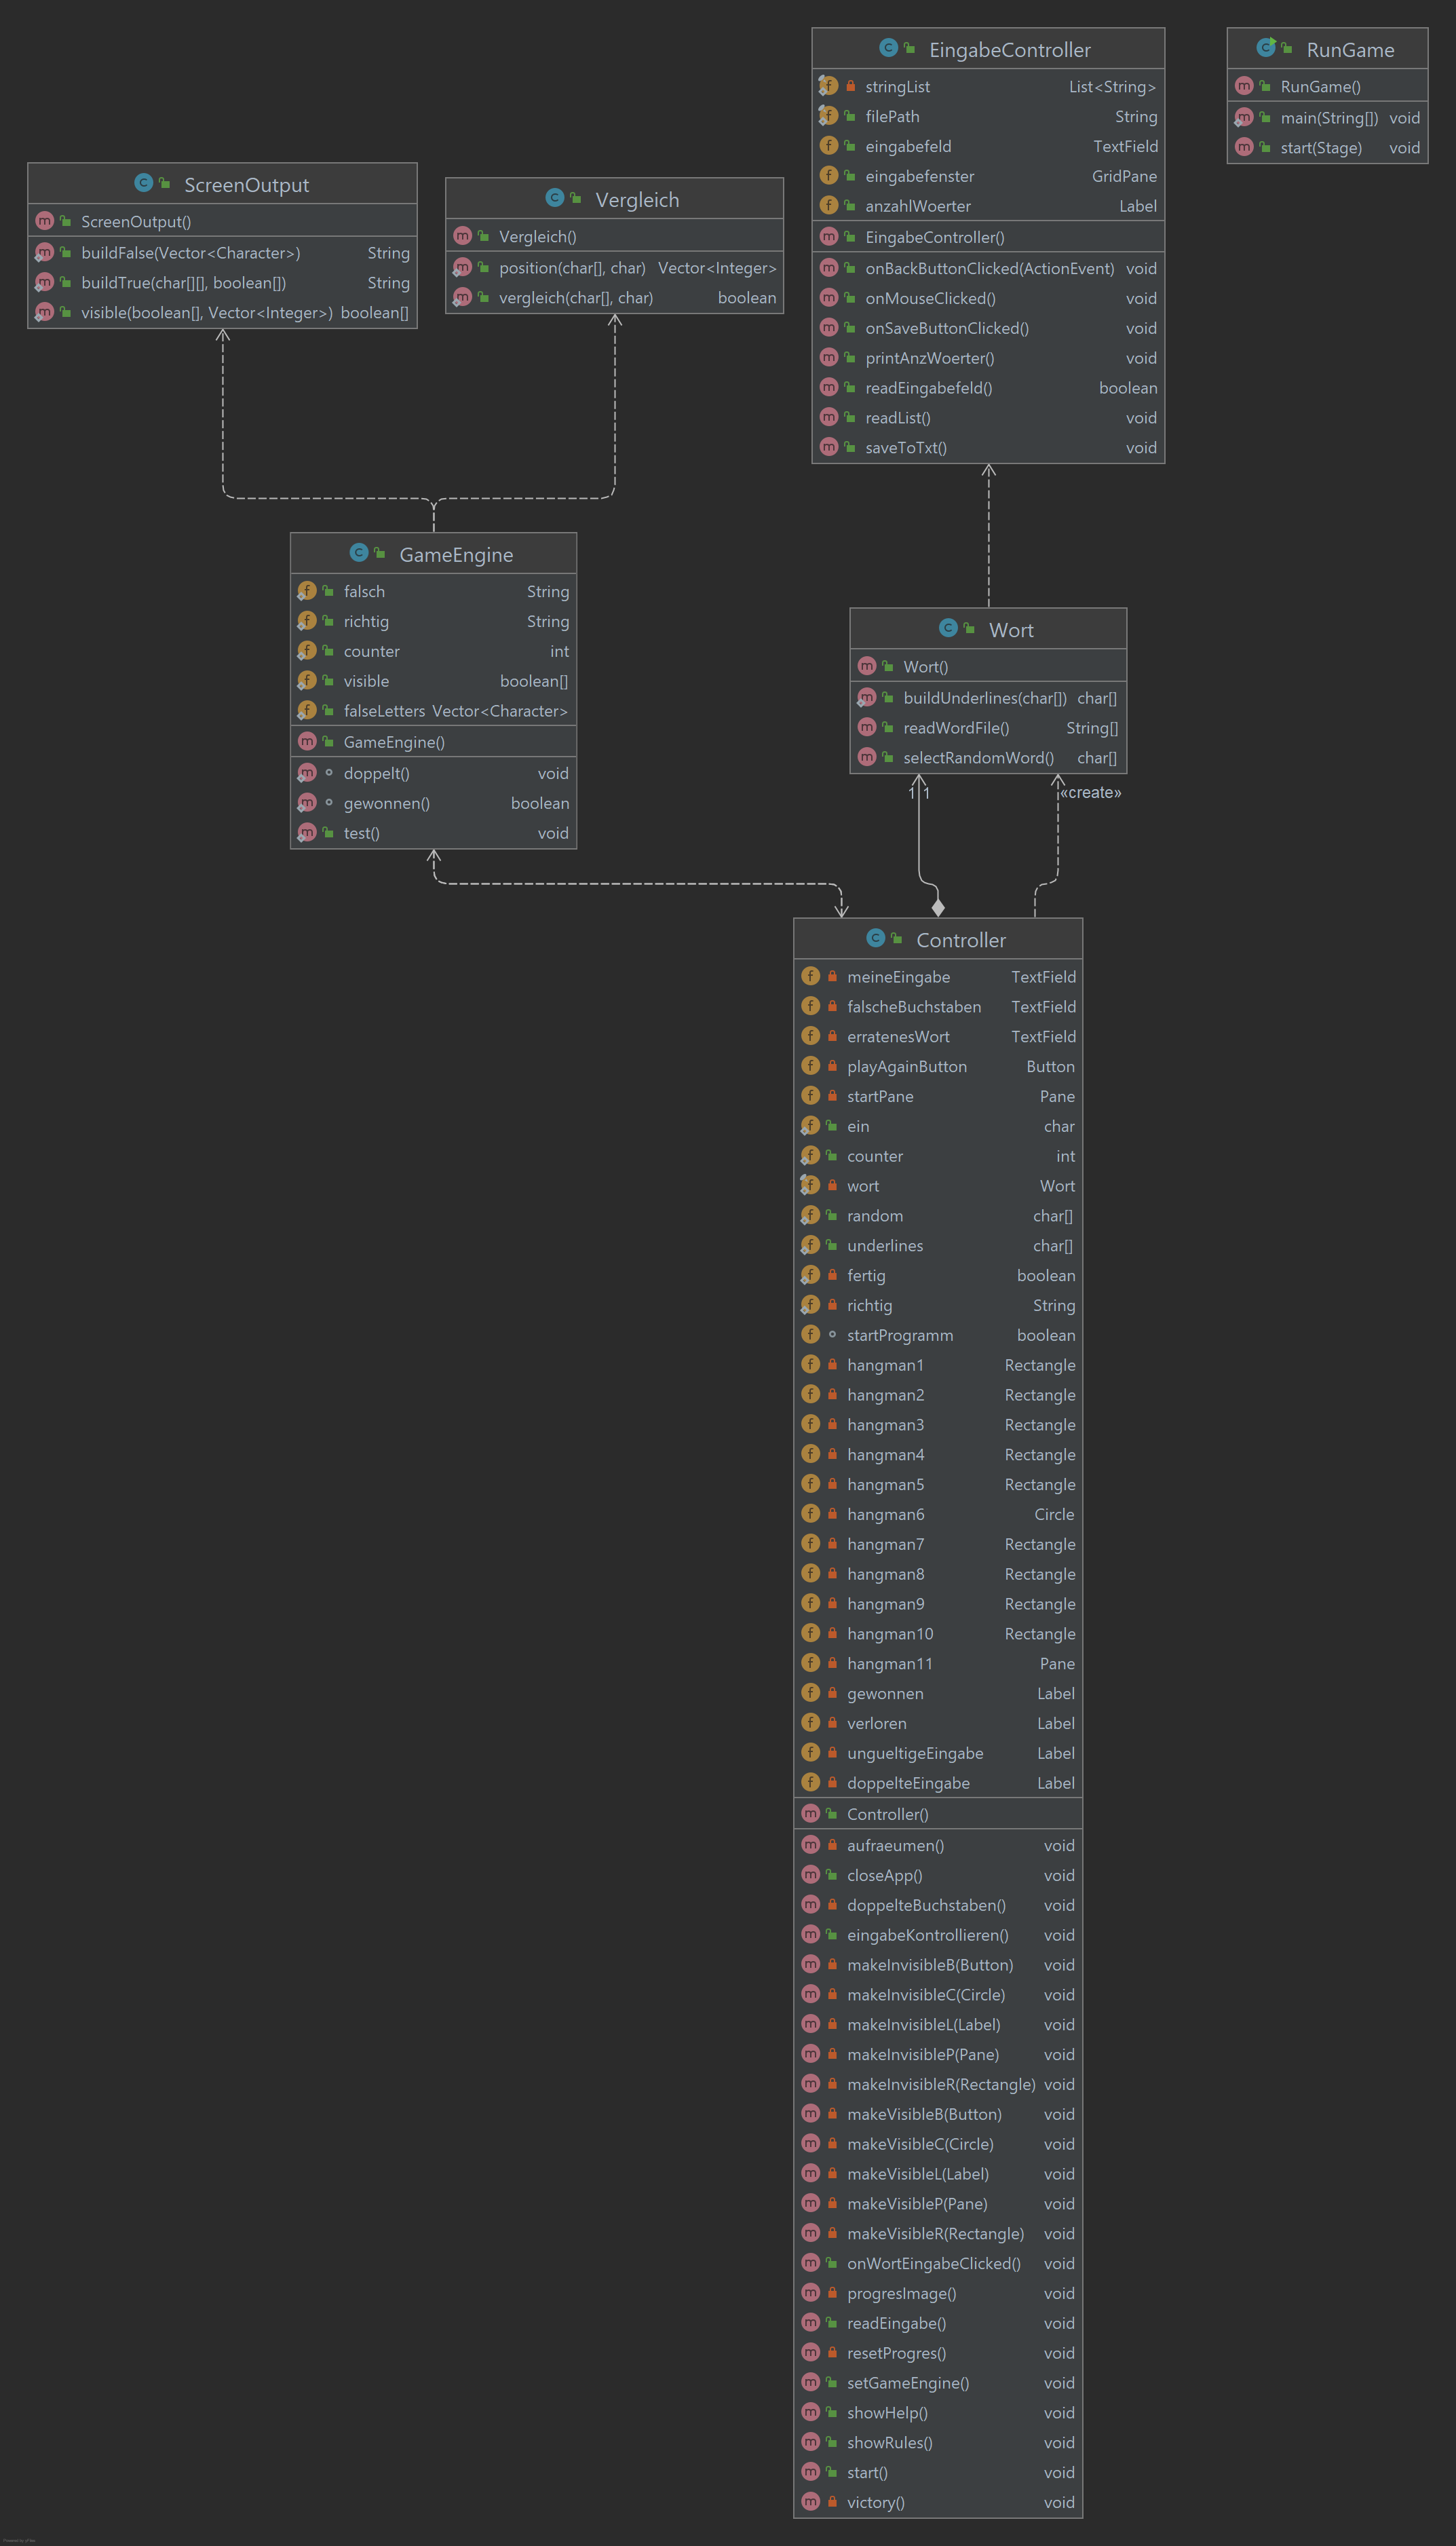 EingabeController
stringList List<String>
filePath String
eingabefeld TextField
eingabefenster GridPane
anzahlWoerter Label
EingabeController()
onBackButtonClicked(ActionEvent) void
onMouseClicked() void
onSaveButtonClicked() void
printAnzWoerter() void
readEingabefeld() boolean
readList() void
saveToTxt() void
RunGame
RunGame()
main(String[]) void
start(Stage) void
ScreenOutput
ScreenOutput()
buildFalse(Vector<Character>) String
buildTrue(char[][], boolean[]) String
visible(boolean[], Vector<Integer>) boolean[]
Vergleich
Vergleich()
position(char[], char) Vector<Integer>
vergleich(char[], char) boolean
GameEngine
falsch String
richtig String
counter int
visible boolean[]
falseLetters Vector<Character>
GameEngine()
doppelt() void
gewonnen() boolean
test() void
Wort
Wort()
buildUnderlines(char[]) char[]
readWordFile() String[]
selectRandomWord() char[]
1 1
«create»
Controller
meineEingabe TextField
falscheBuchstaben TextField
erratenesWort TextField
playAgainButton Button
startPane Pane
ein char
counter int
wort Wort
random char[]
underlines char[]
fertig boolean
richtig String
startProgramm boolean
hangman1 Rectangle
hangman2 Rectangle
hangman3 Rectangle
hangman4 Rectangle
hangman5 Rectangle
hangman6 Circle
hangman7 Rectangle
hangman8 Rectangle
hangman9 Rectangle
hangman10 Rectangle
hangman11 Pane
gewonnen Label
verloren Label
ungueltigeEingabe Label
doppelteEingabe Label
Controller()
aufraeumen() void
closeApp() void
doppelteBuchstaben() void
eingabeKontrollieren() void
makeInvisibleB(Button) void
makeInvisibleC(Circle) void
makeInvisibleL(Label) void
makeInvisibleP(Pane) void
makeInvisibleR(Rectangle) void
makeVisibleB(Button) void
makeVisibleC(Circle) void
makeVisibleL(Label) void
makeVisibleP(Pane) void
makeVisibleR(Rectangle) void
onWortEingabeClicked() void
progresImage() void
readEingabe() void
resetProgres() void
setGameEngine() void
showHelp() void
showRules() void
start() void
victory() void
Powered by yFiles